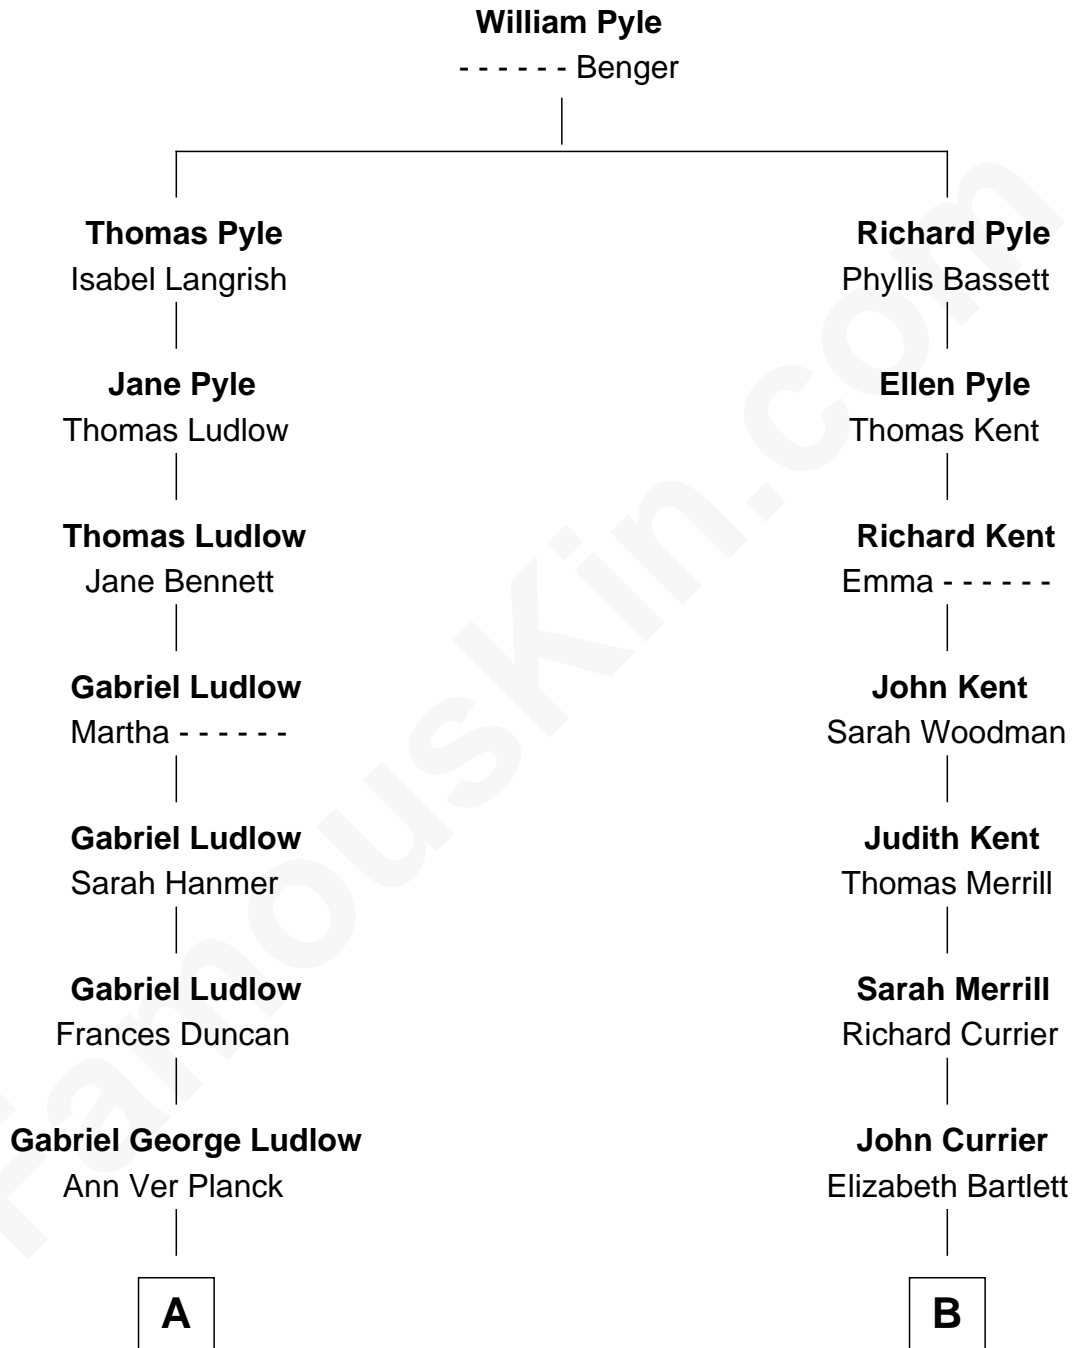 William Pyle
- - - - - - Benger
Thomas Pyle
Isabel Langrish
Richard Pyle
Phyllis Bassett
Jane Pyle
Thomas Ludlow
Ellen Pyle
Thomas Kent
Thomas Ludlow
Jane Bennett
Richard Kent
Emma - - - - - -
Gabriel Ludlow
Martha - - - - - -
John Kent
Sarah Woodman
Gabriel Ludlow
Sarah Hanmer
Judith Kent
Thomas Merrill
Gabriel Ludlow
Frances Duncan
Sarah Merrill
Richard Currier
Gabriel George Ludlow
Ann Ver Planck
John Currier
Elizabeth Bartlett
A
B
FamousKin.com